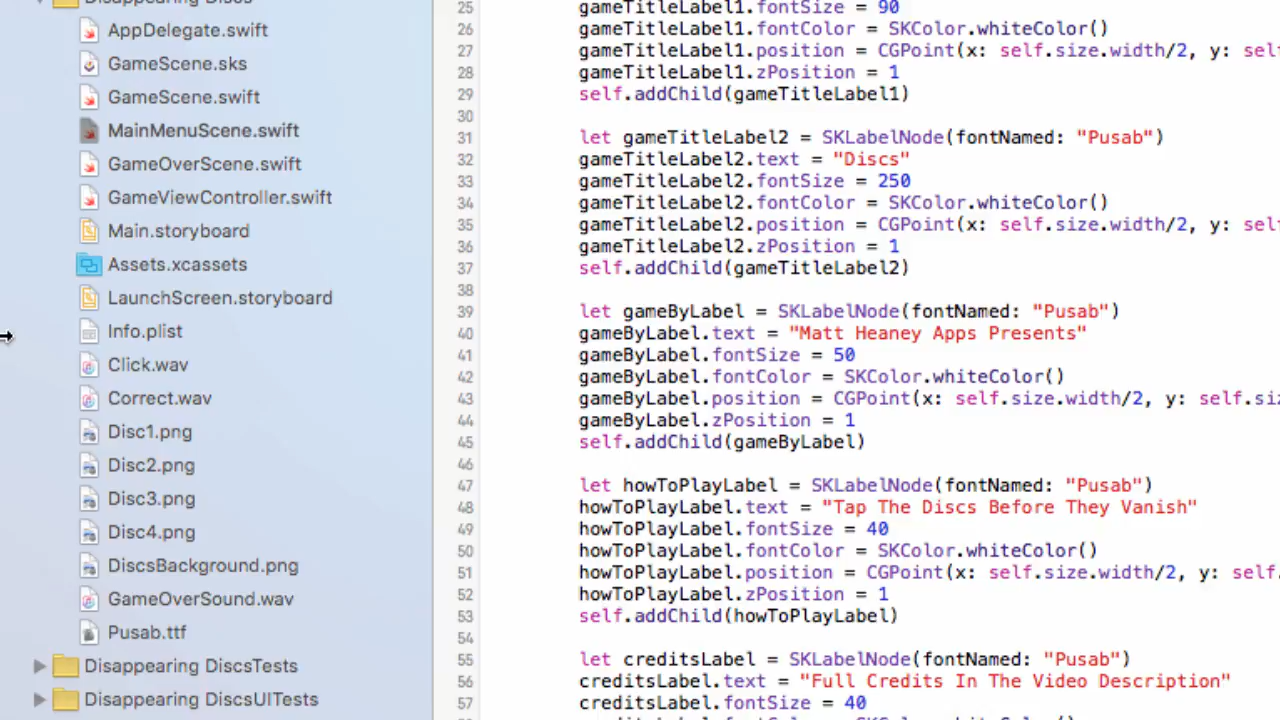 Disappearing Discs
AppDelegate.swift
GameScene.sks
GameScene.swift
MainMenuScene.swift
GameOverScene.swift
GameViewController.swift
Main.storyboard
Assets.xcassets
LaunchScreen.storyboard
Info.plist
Click.wav
Correct.wav
Disc1.png
Disc2.png
Disc3.png
Disc4.png
DiscsBackground.png
GameOverSound.wav
Pusab.ttf
Disappearing DiscsTests
Disappearing DiscsUITests
25 gameTitleLabel1.fontSize = 90
26 gameTitleLabel1.fontColor = SKColor.whiteColor()
27 gameTitleLabel1.position = CGPoint(x: self.size.width/2, y: self
28 gameTitleLabel1.zPosition = 1
29 self.addChild(gameTitleLabel1)
30
31 let gameTitleLabel2 = SKLabelNode(fontNamed: "Pusab")
32 gameTitleLabel2.text = "Discs"
33 gameTitleLabel2.fontSize = 250
34 gameTitleLabel2.fontColor = SKColor.whiteColor()
35 gameTitleLabel2.position = CGPoint(x: self.size.width/2, y: self
36 gameTitleLabel2.zPosition = 1
37 self.addChild(gameTitleLabel2)
38
39 let gameByLabel = SKLabelNode(fontNamed: "Pusab")
40 gameByLabel.text = "Matt Heaney Apps Presents"
41 gameByLabel.fontSize = 50
42 gameByLabel.fontColor = SKColor.whiteColor()
43 gameByLabel.position = CGPoint(x: self.size.width/2, y: self.si
44 gameByLabel.zPosition = 1
45 self.addChild(gameByLabel)
46
47 let howToPlayLabel = SKLabelNode(fontNamed: "Pusab")
48 howToPlayLabel.text = "Tap The Discs Before They Vanish"
49 howToPlayLabel.fontSize = 40
50 howToPlayLabel.fontColor = SKColor.whiteColor()
51 howToPlayLabel.position = CGPoint(x: self.size.width/2, y: self.
52 howToPlayLabel.zPosition = 1
53 self.addChild(howToPlayLabel)
54
55 let creditsLabel = SKLabelNode(fontNamed: "Pusab")
56 creditsLabel.text = "Full Credits In The Video Description"
57 creditsLabel.fontSize = 40